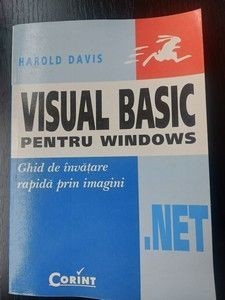 HAROLD DAVIS
VISUAL BASIC
PENTRU WINDOWS
Ghid de învăţare
rapidă prin imagini
.NET
CORINT